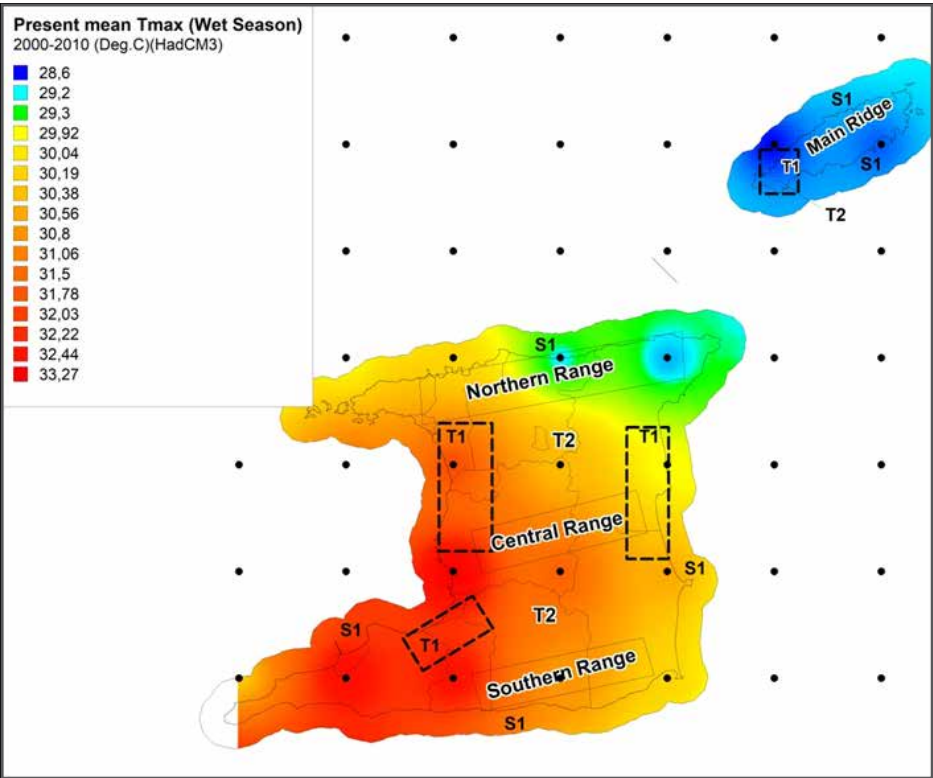 Present mean Tmax (Wet Season)
2000-2010 (Deg.C)(HadCM3)
28,6
29,2
29,3
29,92
30,04
30,19
30,38
30,56
30,8
31,06
31,5
31,78
32,03
32,22
32,44
33,27
S1
Main Ridge
T1
S1
T2
S1
Northern Range
T1
T2
T1
Central Range
S1
T2
S1
T1
Southern Range
S1